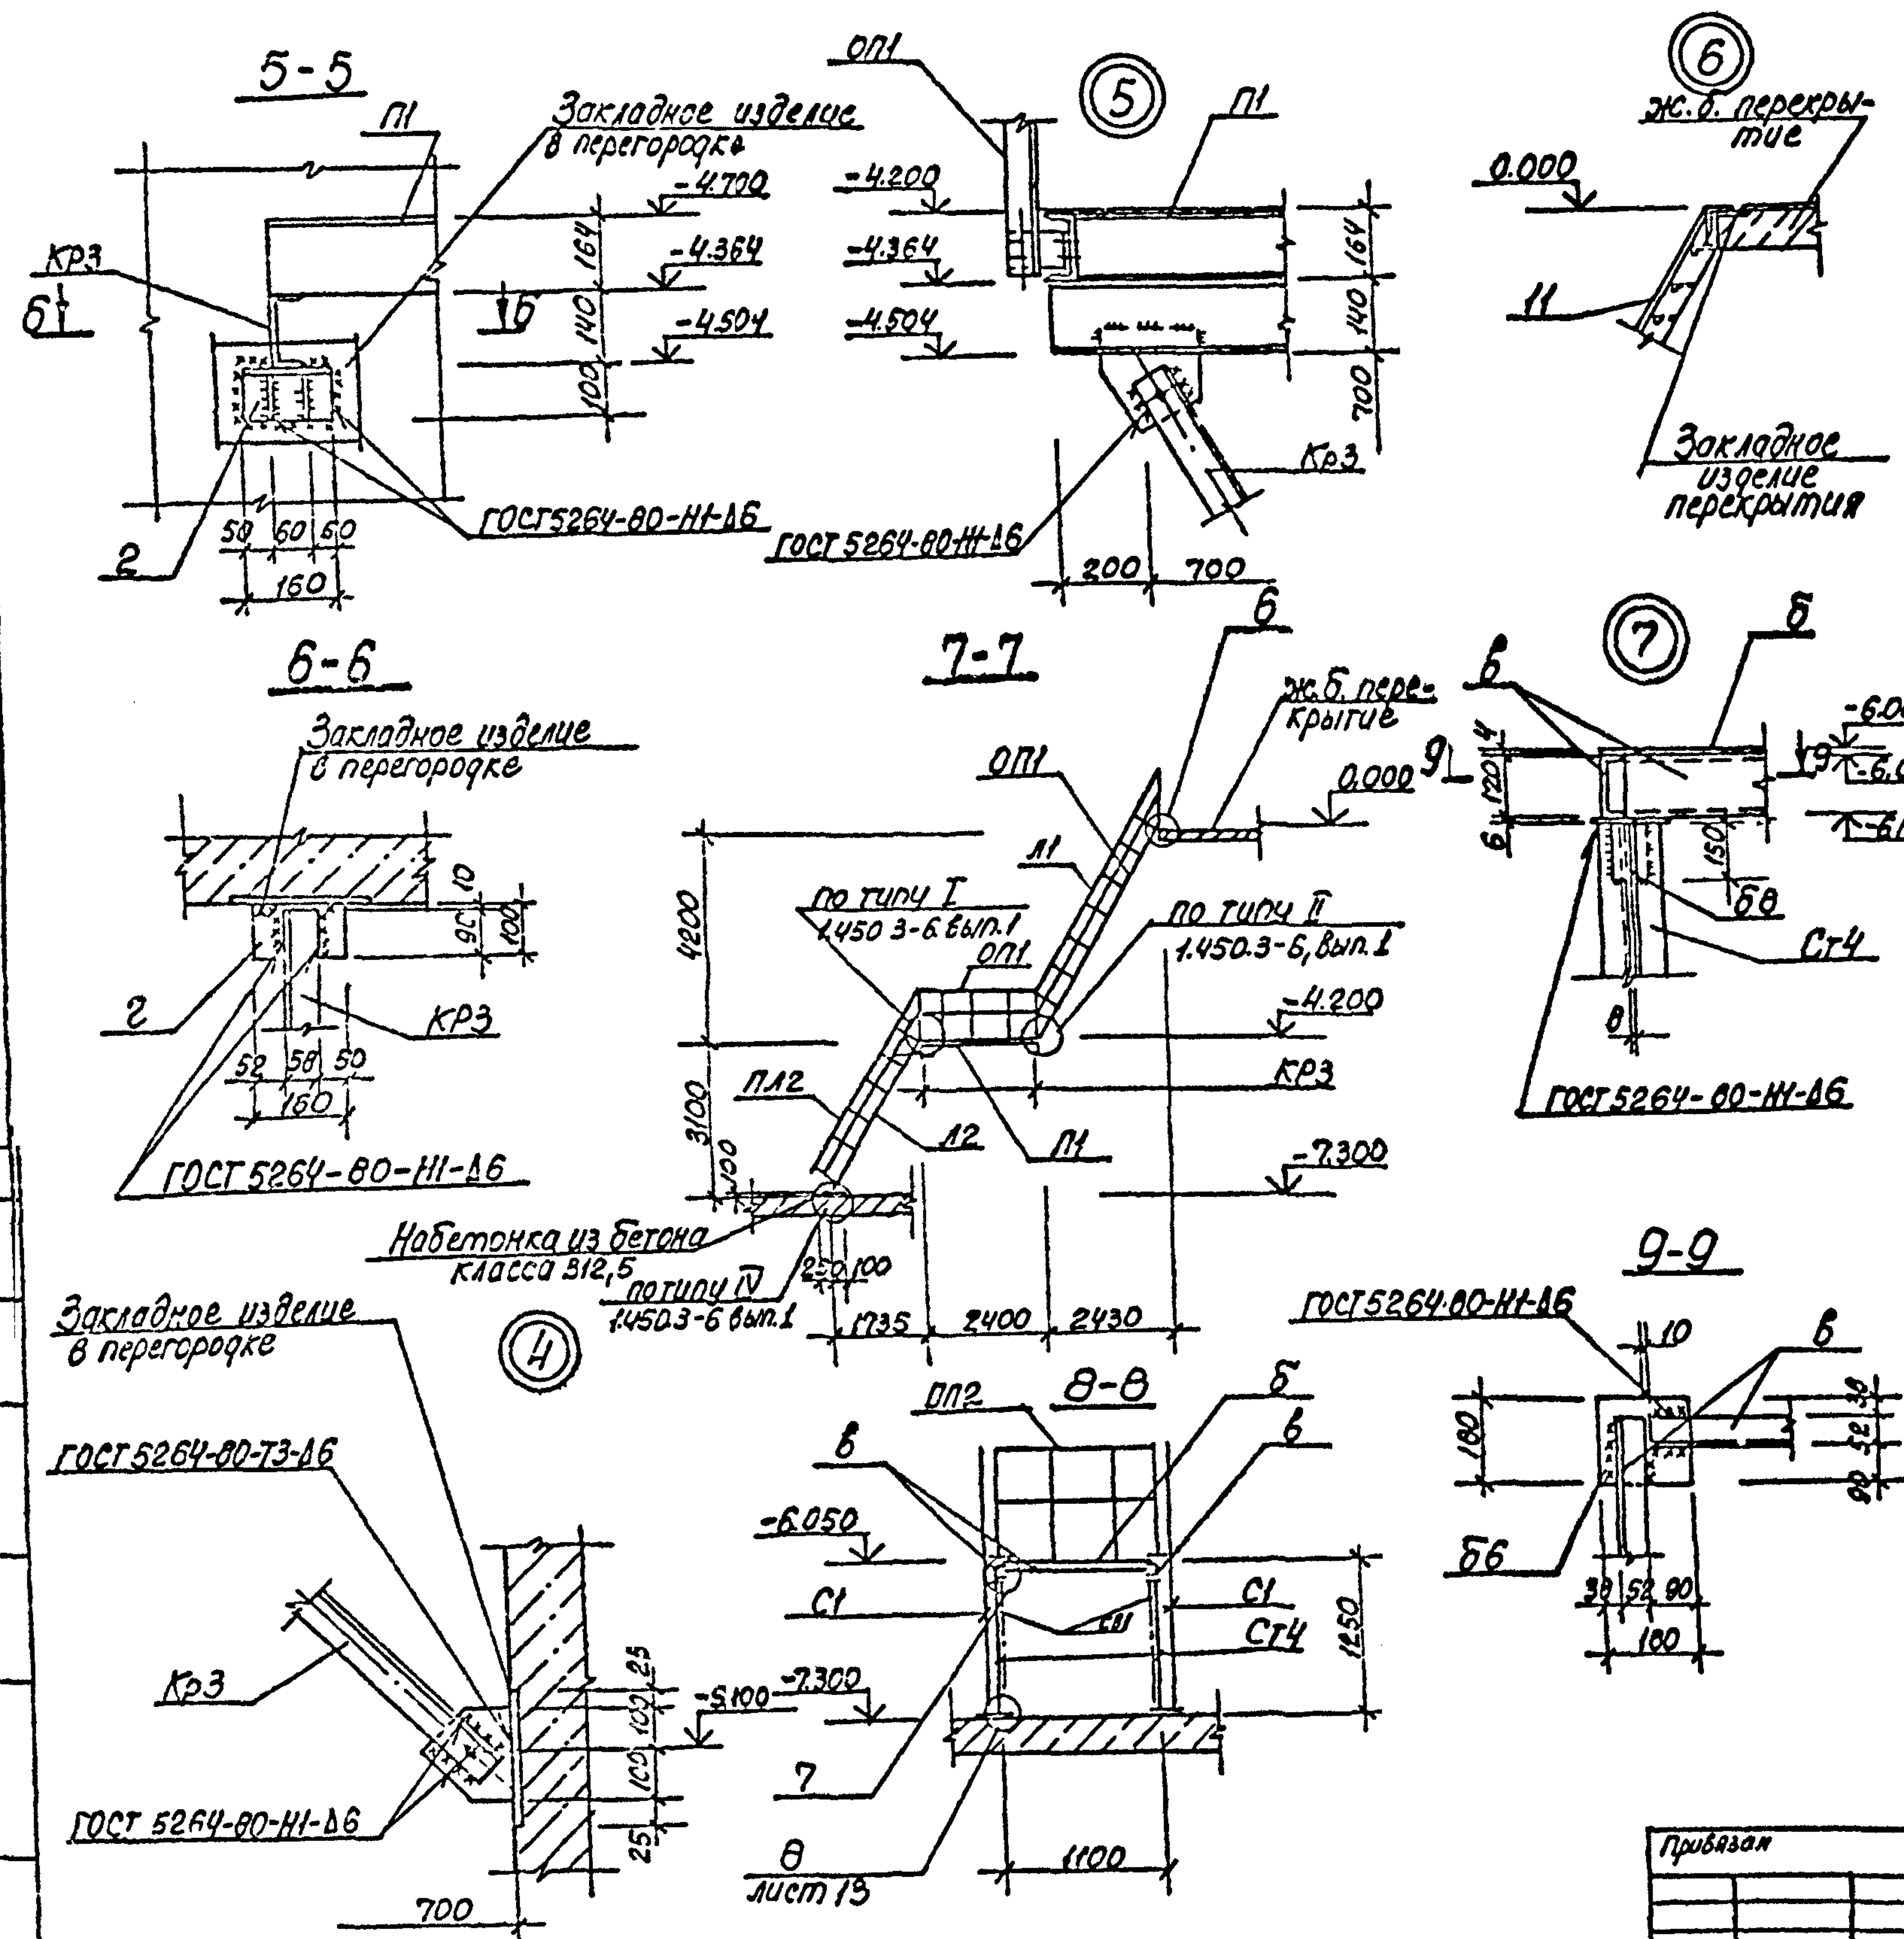 5-5
П1
Закладное изделие
в перегородке
-4.700
-4.364
-4.504
КР3
б
б
164
140
100
2
50 60 50
160
ГОСТ 5264-80-Н1-Δ6
ОП1
5
П1
-4.200
-4.364
-4.504
164
140
700
Кр3
ГОСТ 5264-80-Н1-Δ6
200 700
6
ж.б. перекры-
тие
0.000
11
Закладное
изделие
перекрытия
6-6
Закладное изделие
в перегородке
10
90
100
2
КР3
52 58 50
160
ГОСТ 5264-80-Н1-Δ6
7-7
6
ж.б. пере-
крытие
ОП1
0.000
Л1
по типу I
1.450.3-6 вып.1
ОП1
по типу II
1.450.3-6, вып.1
4200
-4.200
КР3
ПЛ2
Л2
П1
3100
100
-7.300
Набетонка из бетона
класса В12,5
по типу IV
1.450.3-6 вып.1
250 100
1735 2400 2430
7
Б
в
9
9
4
120
6
150
б8
Ст4
8
ГОСТ 5264-80-Н1-Δ6
4
Закладное изделие
в перегородке
ГОСТ 5264-80-Т3-Δ6
Кр3
25
100
-5.100
100
25
ГОСТ 5264-80-Н1-Δ6
700
8-8
ОП2
Б
в
в
-6.050
С1
С1
Ст4
1250
-7.300
7
8
лист 13
1100
9-9
ГОСТ 5264-80-Н1-Δ6
10
в
180
38
52
90
б6
38 52 90
180
Привязан